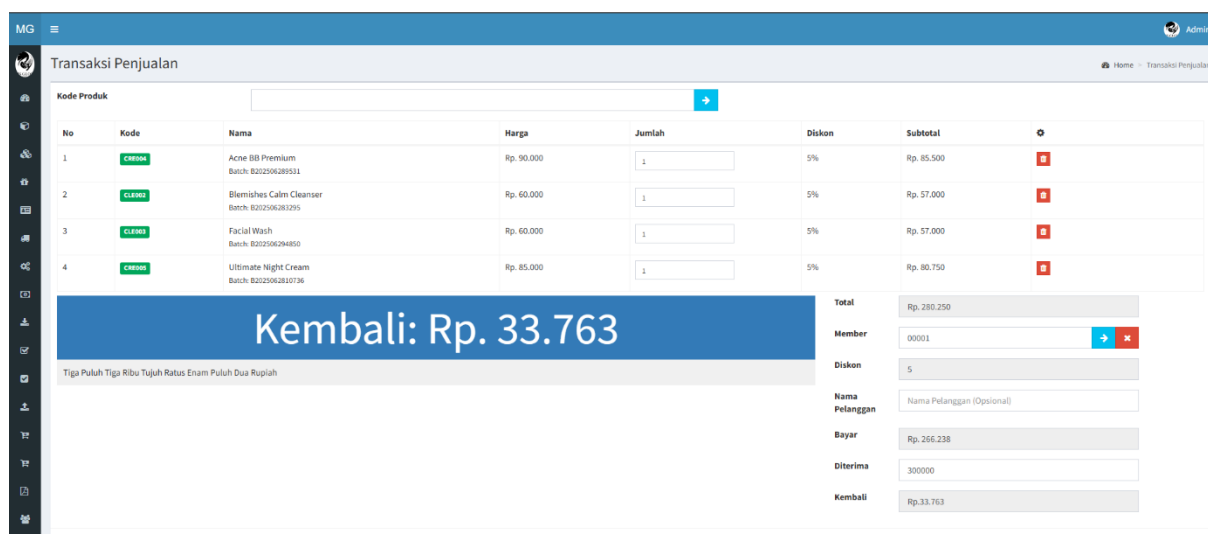 MG
Admin
Transaksi Penjualan
Home > Transaksi Penjualan
Kode Produk
No Kode Nama Harga Jumlah Diskon Subtotal
1 CRE004 Acne BB Premium Rp. 90.000 1 5% Rp. 85.500
Batch: B202506289531
2 CLE002 Blemishes Calm Cleanser Rp. 60.000 1 5% Rp. 57.000
Batch: B202506283295
3 CLE003 Facial Wash Rp. 60.000 1 5% Rp. 57.000
Batch: B202506294850
4 CRE005 Ultimate Night Cream Rp. 85.000 1 5% Rp. 80.750
Batch: B2025062810736
Kembali: Rp. 33.763
Tiga Puluh Tiga Ribu Tujuh Ratus Enam Puluh Dua Rupiah
Total Rp. 280.250
Member 00001
Diskon 5
Nama Pelanggan Nama Pelanggan (Opsional)
Bayar Rp. 266.238
Diterima 300000
Kembali Rp.33.763